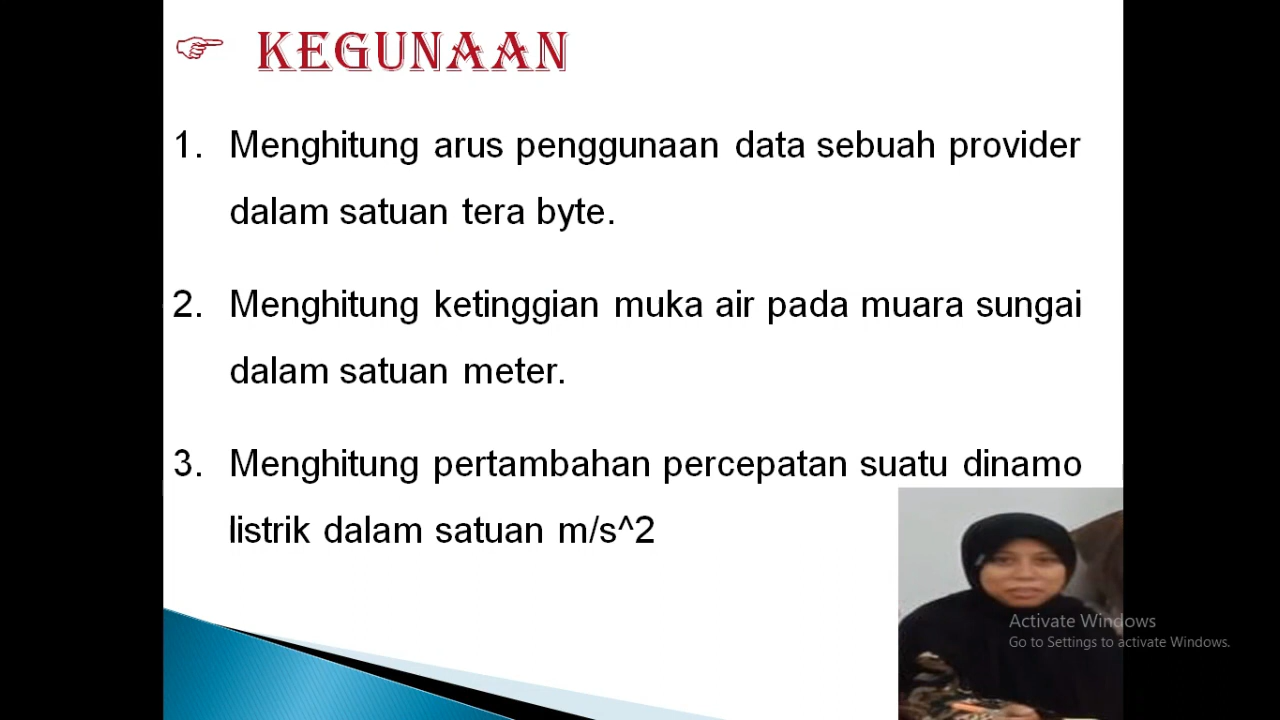 KEGUNAAN
1. Menghitung arus penggunaan data sebuah provider
dalam satuan tera byte.
2. Menghitung ketinggian muka air pada muara sungai
dalam satuan meter.
3. Menghitung pertambahan percepatan suatu dinamo
listrik dalam satuan m/s^2
Activate Windows
Go to Settings to activate Windows.